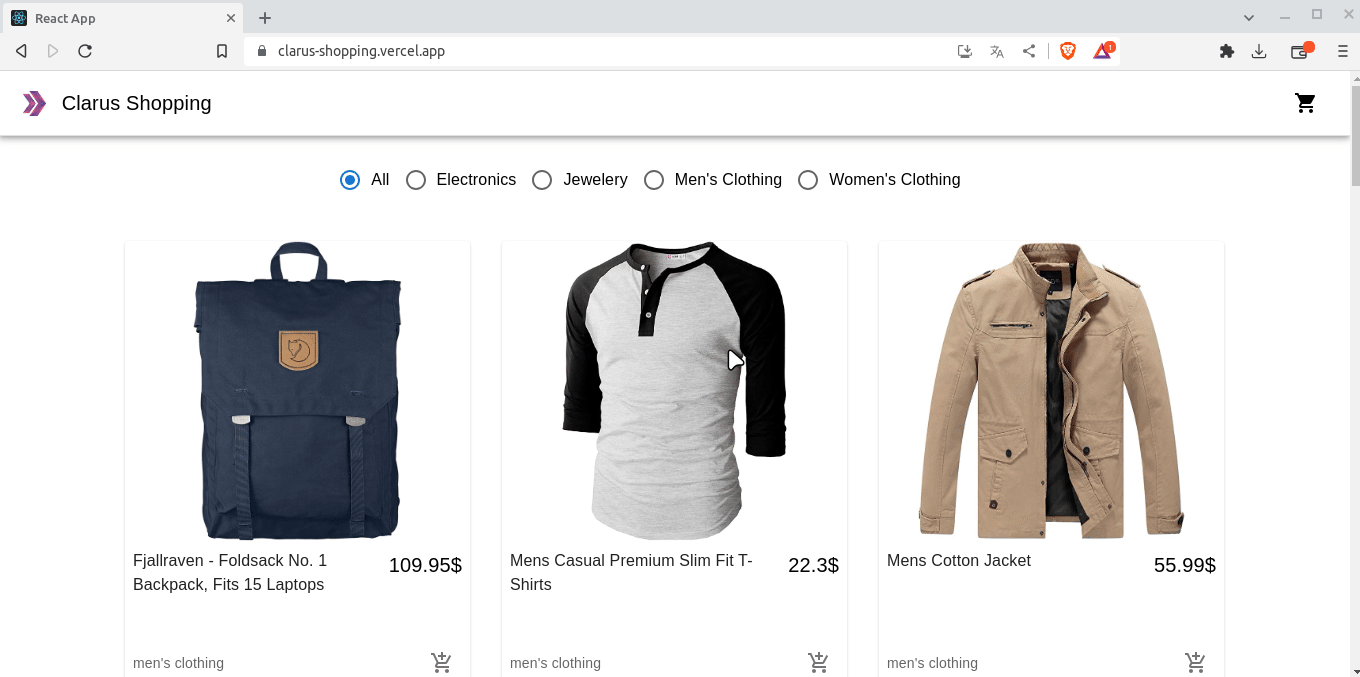 React App
clarus-shopping.vercel.app
1
Clarus Shopping
All
Electronics
Jewelery
Men's Clothing
Women's Clothing
Fjallraven - Foldsack No. 1
Backpack, Fits 15 Laptops
109.95$
men's clothing
Mens Casual Premium Slim Fit T-
Shirts
22.3$
men's clothing
Mens Cotton Jacket
55.99$
men's clothing